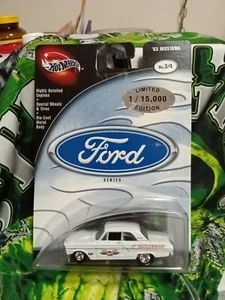 Hot Wheels
'65 MUSTANG
No. 3/4
Highly Detailed
Engines
Special Wheels &
Tires
Die-Cast
Metal
Body
LIMITED
1 / 15,000
EDITION
Ford
SERIES